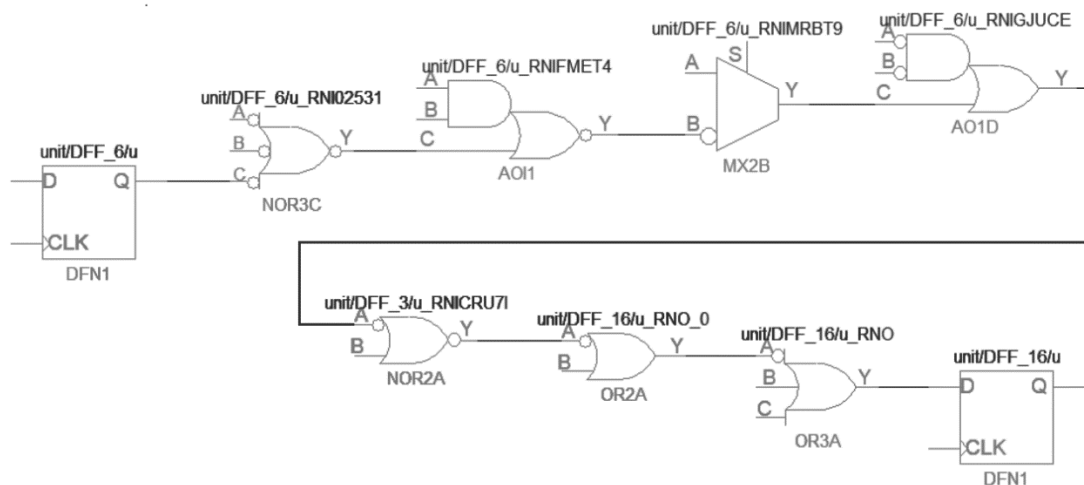 unit/DFF_6/u_RNIGJUCE
unit/DFF_6/u_RNIMRBT9
A
S
unit/DFF_6/u_RNIFMET4
A
A
B
Y
Y
unit/DFF_6/u_RNI02531
B
C
A
Y
B
AO1D
Y
C
B
unit/DFF_6/u
AOI1
MX2B
D Q
C
NOR3C
CLK
DFN1
unit/DFF_3/u_RNICRU7I
A
Y
unit/DFF_16/u_RNO_0
A
Y
unit/DFF_16/u_RNO
A
unit/DFF_16/u
B
NOR2A
B
OR2A
B
Y
D Q
C
OR3A
CLK
DFN1